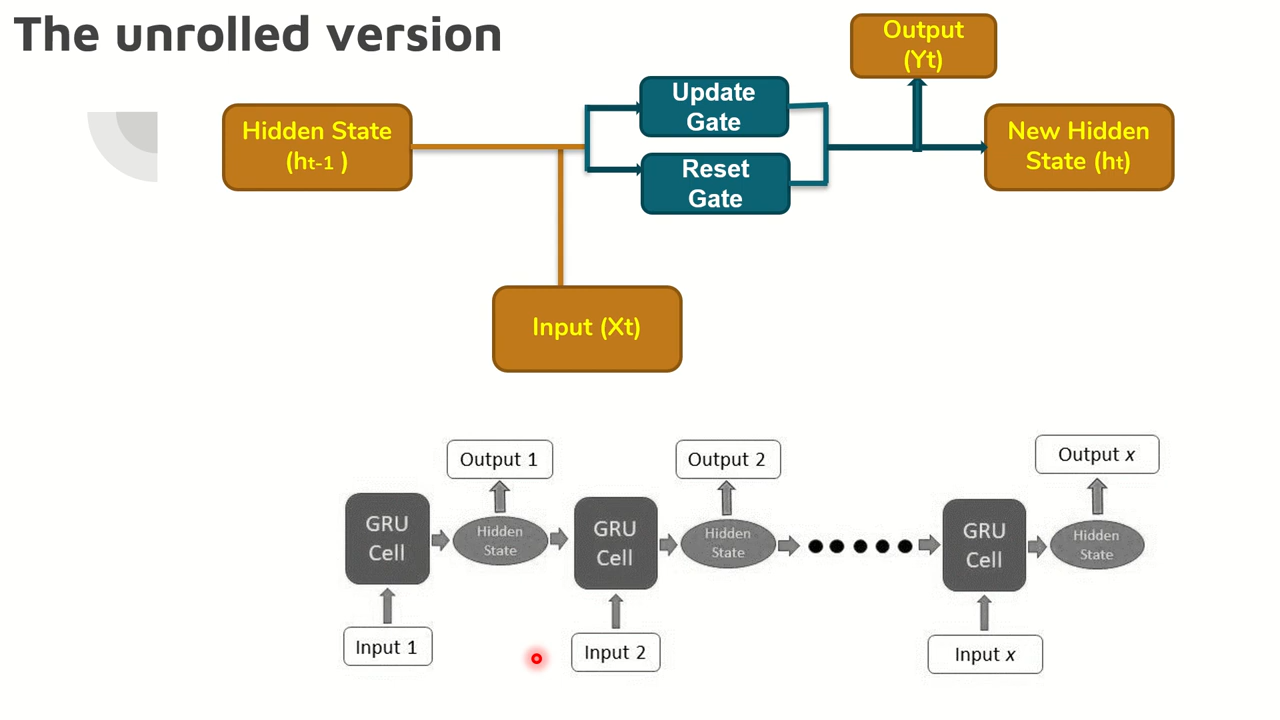 The unrolled version
Output
(Yt)
Hidden State
(ht-1 )
Update
Gate
Reset
Gate
New Hidden
State (ht)
Input (Xt)
Output 1
Output 2
Output x
GRU
Cell
Hidden
State
GRU
Cell
Hidden
State
GRU
Cell
Hidden
State
Input 1
Input 2
Input x